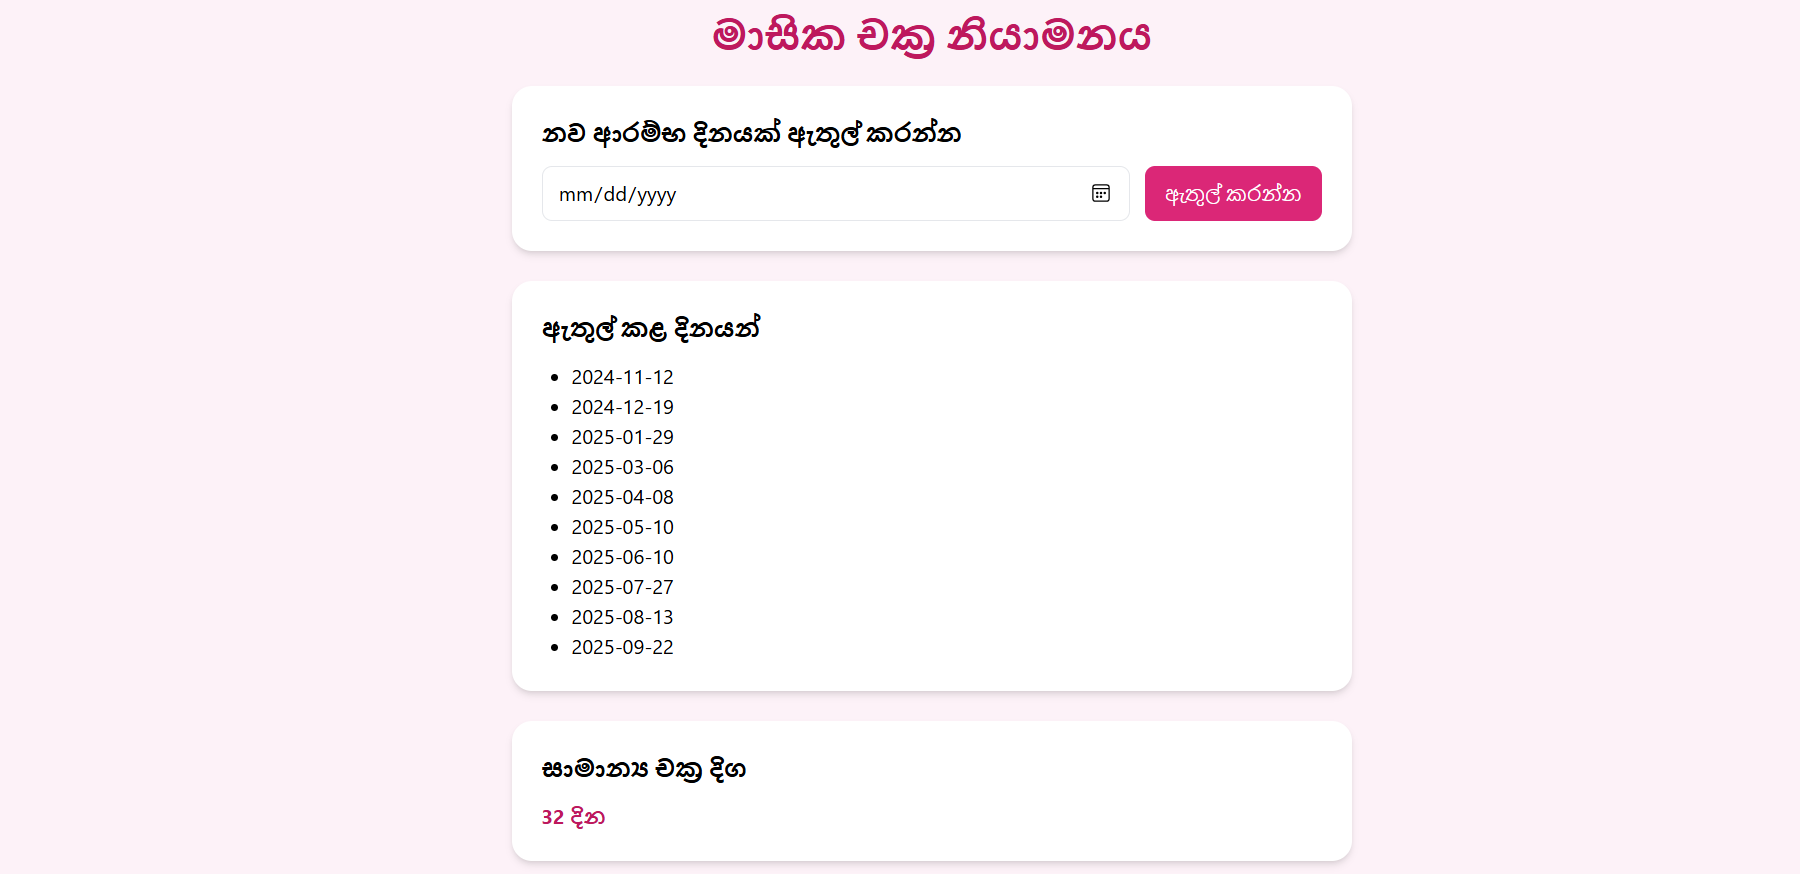 මාසික චක්‍ර නියාමනය
නව ආරම්භ දිනයක් ඇතුල් කරන්න
mm/dd/yyyy
ඇතුල් කරන්න
ඇතුල් කළ දිනයන්
2024-11-12
2024-12-19
2025-01-29
2025-03-06
2025-04-08
2025-05-10
2025-06-10
2025-07-27
2025-08-13
2025-09-22
සාමාන්‍ය චක්‍ර දිග
32 දින